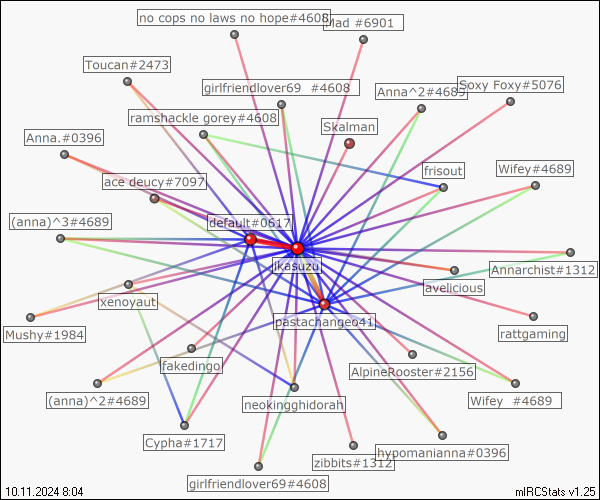 no cops no laws no hope#4608
Mad #6901
Toucan#2473
girlfriendlover69 #4608
Anna^2#4689
Soxy Foxy#5076
ramshackle gorey#4608
Skalman
Anna.#0396
frisout
Wifey#4689
ace deucy#7097
(anna)^3#4689
default#0617
jkasuzu
Annarchist#1312
avelicious
xenoyaut
pastachange41
Mushy#1984
rattgaming
fakedingo
AlpineRooster#2156
(anna)^2#4689
neokingghidorah
Wifey #4689
Cypha#1717
hypomanianna#0396
zibbits#1312
girlfriendlover69#4608
10.11.2024 8:04
mIRCStats v1.25